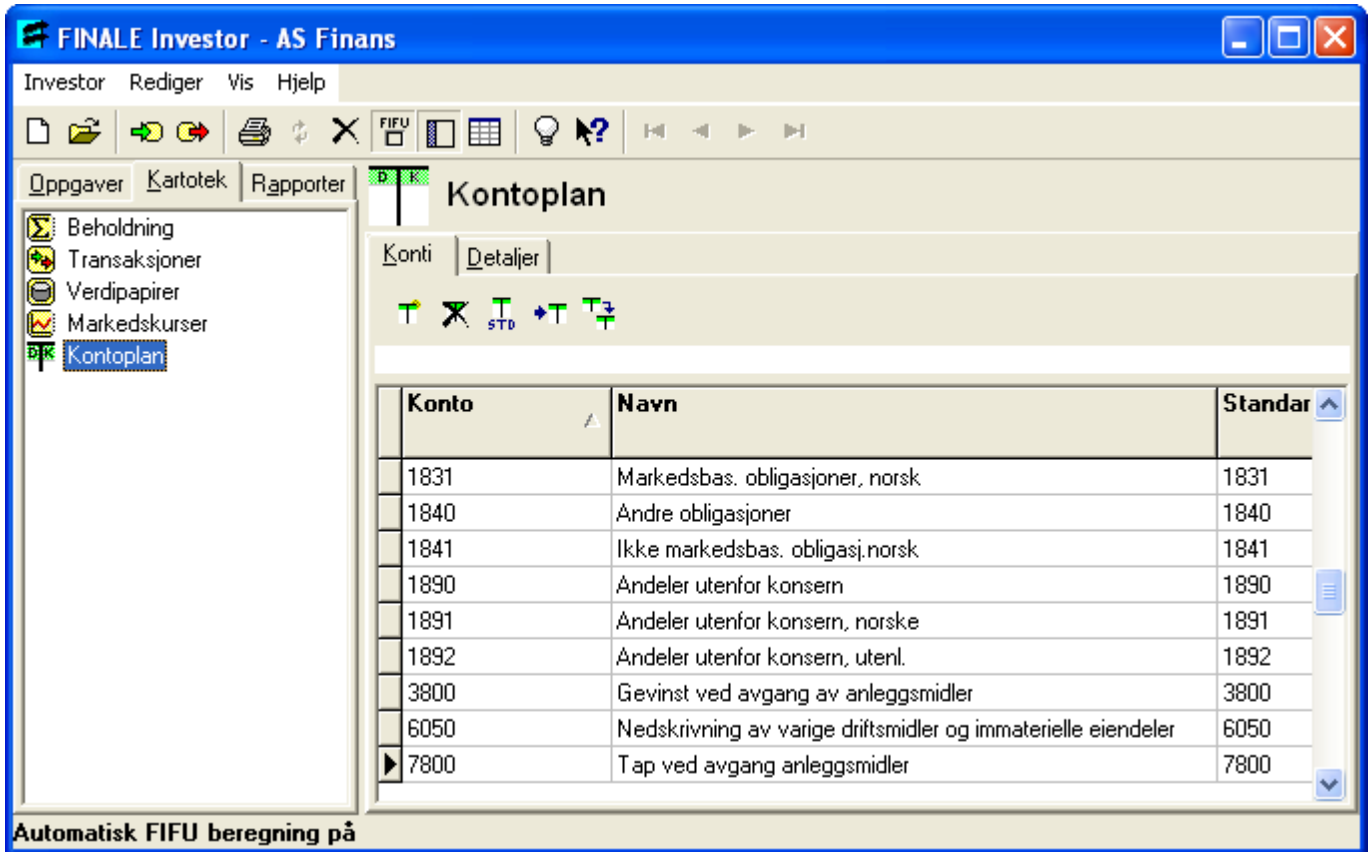 FINALE Investor - AS Finans
Investor Rediger Vis Hjelp
FIFU
Oppgaver Kartotek Rapporter
Beholdning
Transaksjoner
Verdipapirer
Markedskurser
D K Kontoplan
D K Kontoplan
Konti Detaljer
STD
Konto Navn Standar
1831 Markedsbas. obligasjoner, norsk 1831
1840 Andre obligasjoner 1840
1841 Ikke markedsbas. obligasj.norsk 1841
1890 Andeler utenfor konsern 1890
1891 Andeler utenfor konsern, norske 1891
1892 Andeler utenfor konsern, utenl. 1892
3800 Gevinst ved avgang av anleggsmidler 3800
6050 Nedskrivning av varige driftsmidler og immaterielle eiendeler 6050
7800 Tap ved avgang anleggsmidler 7800
Automatisk FIFU beregning på